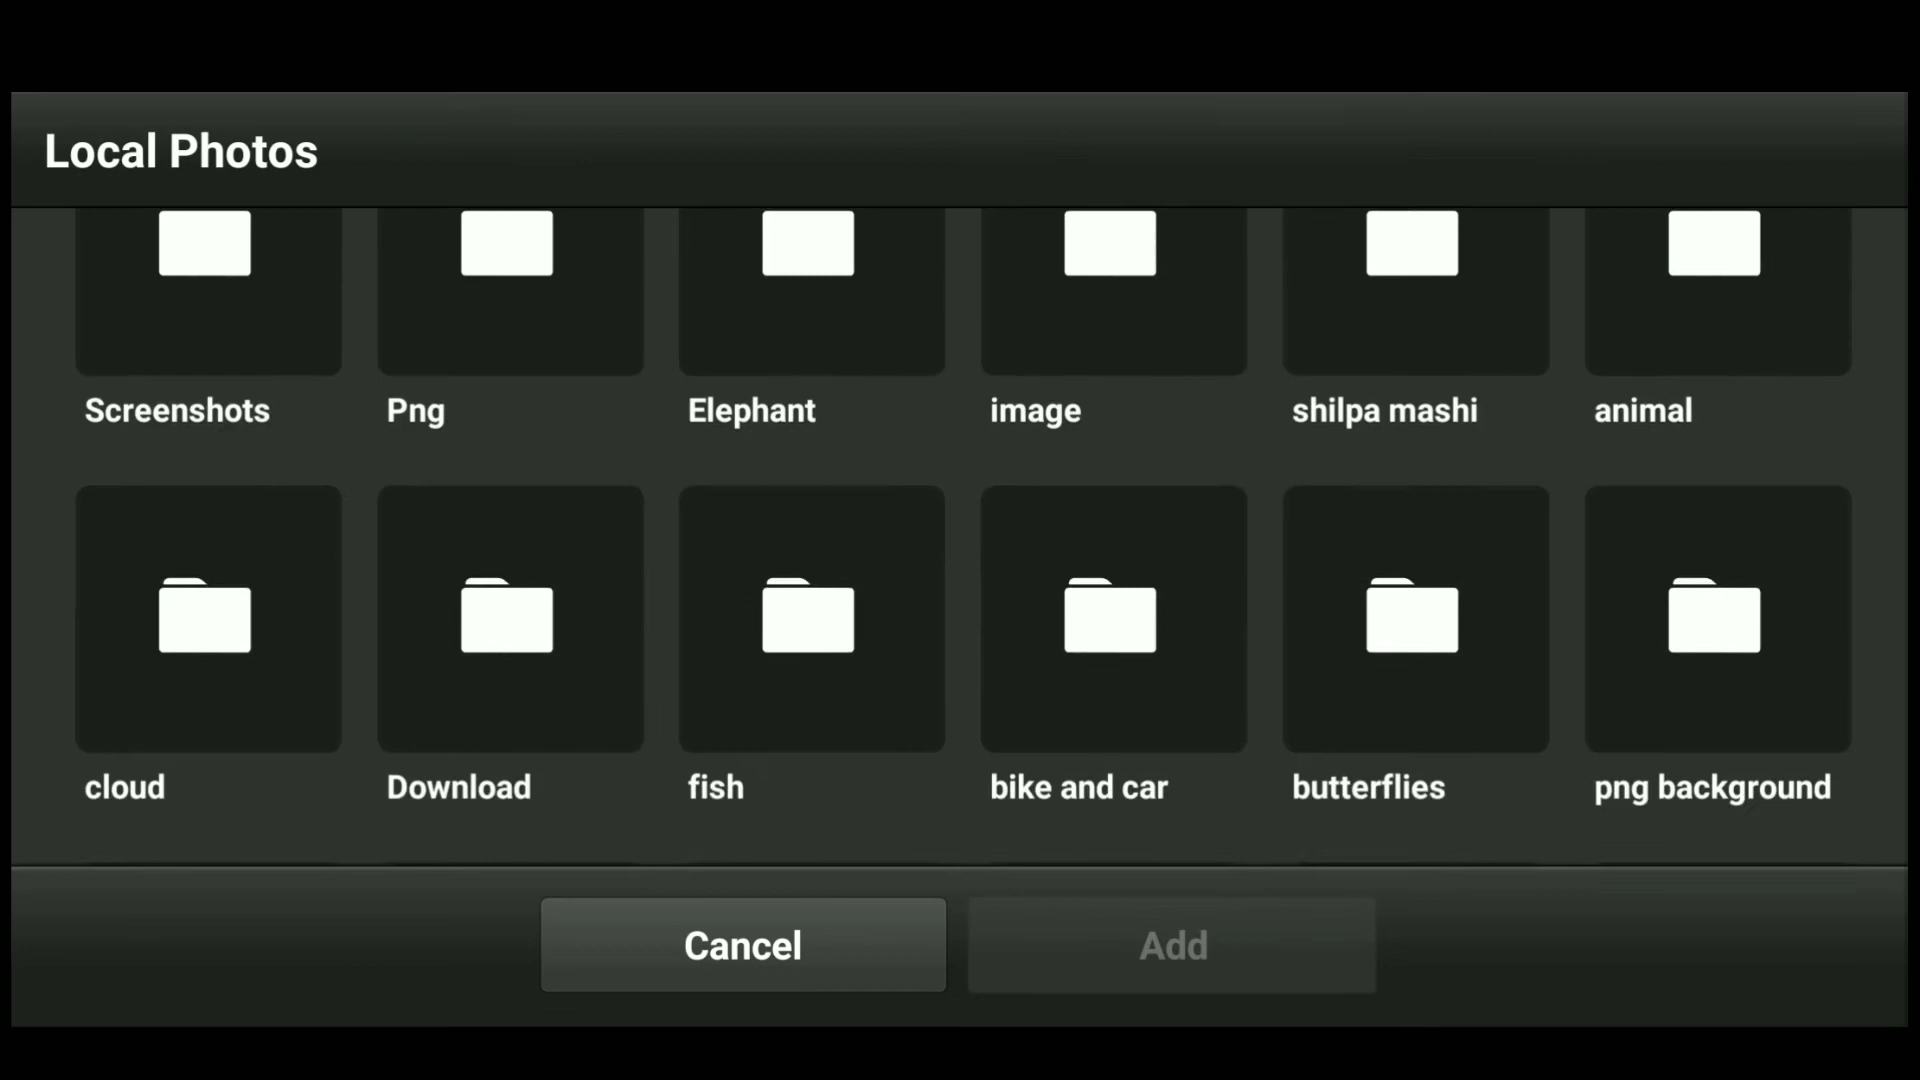 Local Photos
Screenshots
Png
Elephant
image
shilpa mashi
animal
cloud
Download
fish
bike and car
butterflies
png background
Cancel
Add